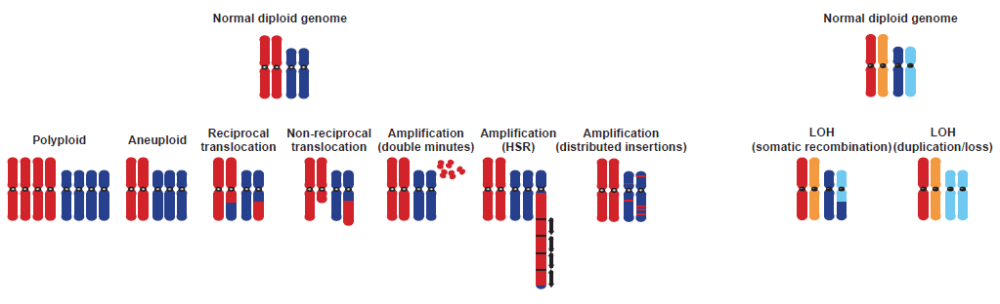 Normal diploid genome
Normal diploid genome
Polyploid
Aneuploid
Reciprocal
translocation
Non-reciprocal
translocation
Amplification
(double minutes)
Amplification
(HSR)
Amplification
(distributed insertions)
LOH
(somatic recombination)
LOH
(duplication/loss)